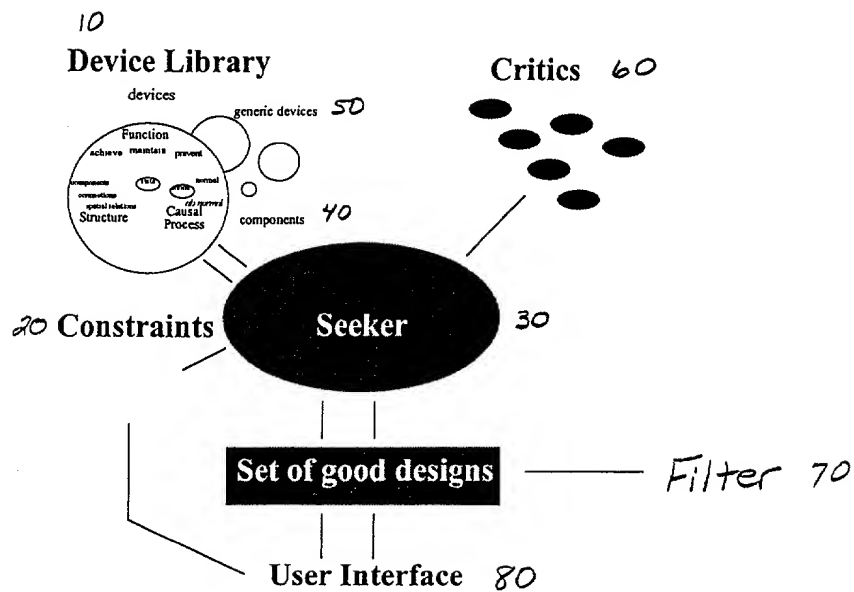 10
Device Library
Critics 60
devices
generic devices 50
Function
achieve maintain prevent
components
normal
connections
abnormal
spatial relations
Structure
Causal
Process
components 40
20 Constraints
Seeker
30
Set of good designs
Filter 70
User Interface 80